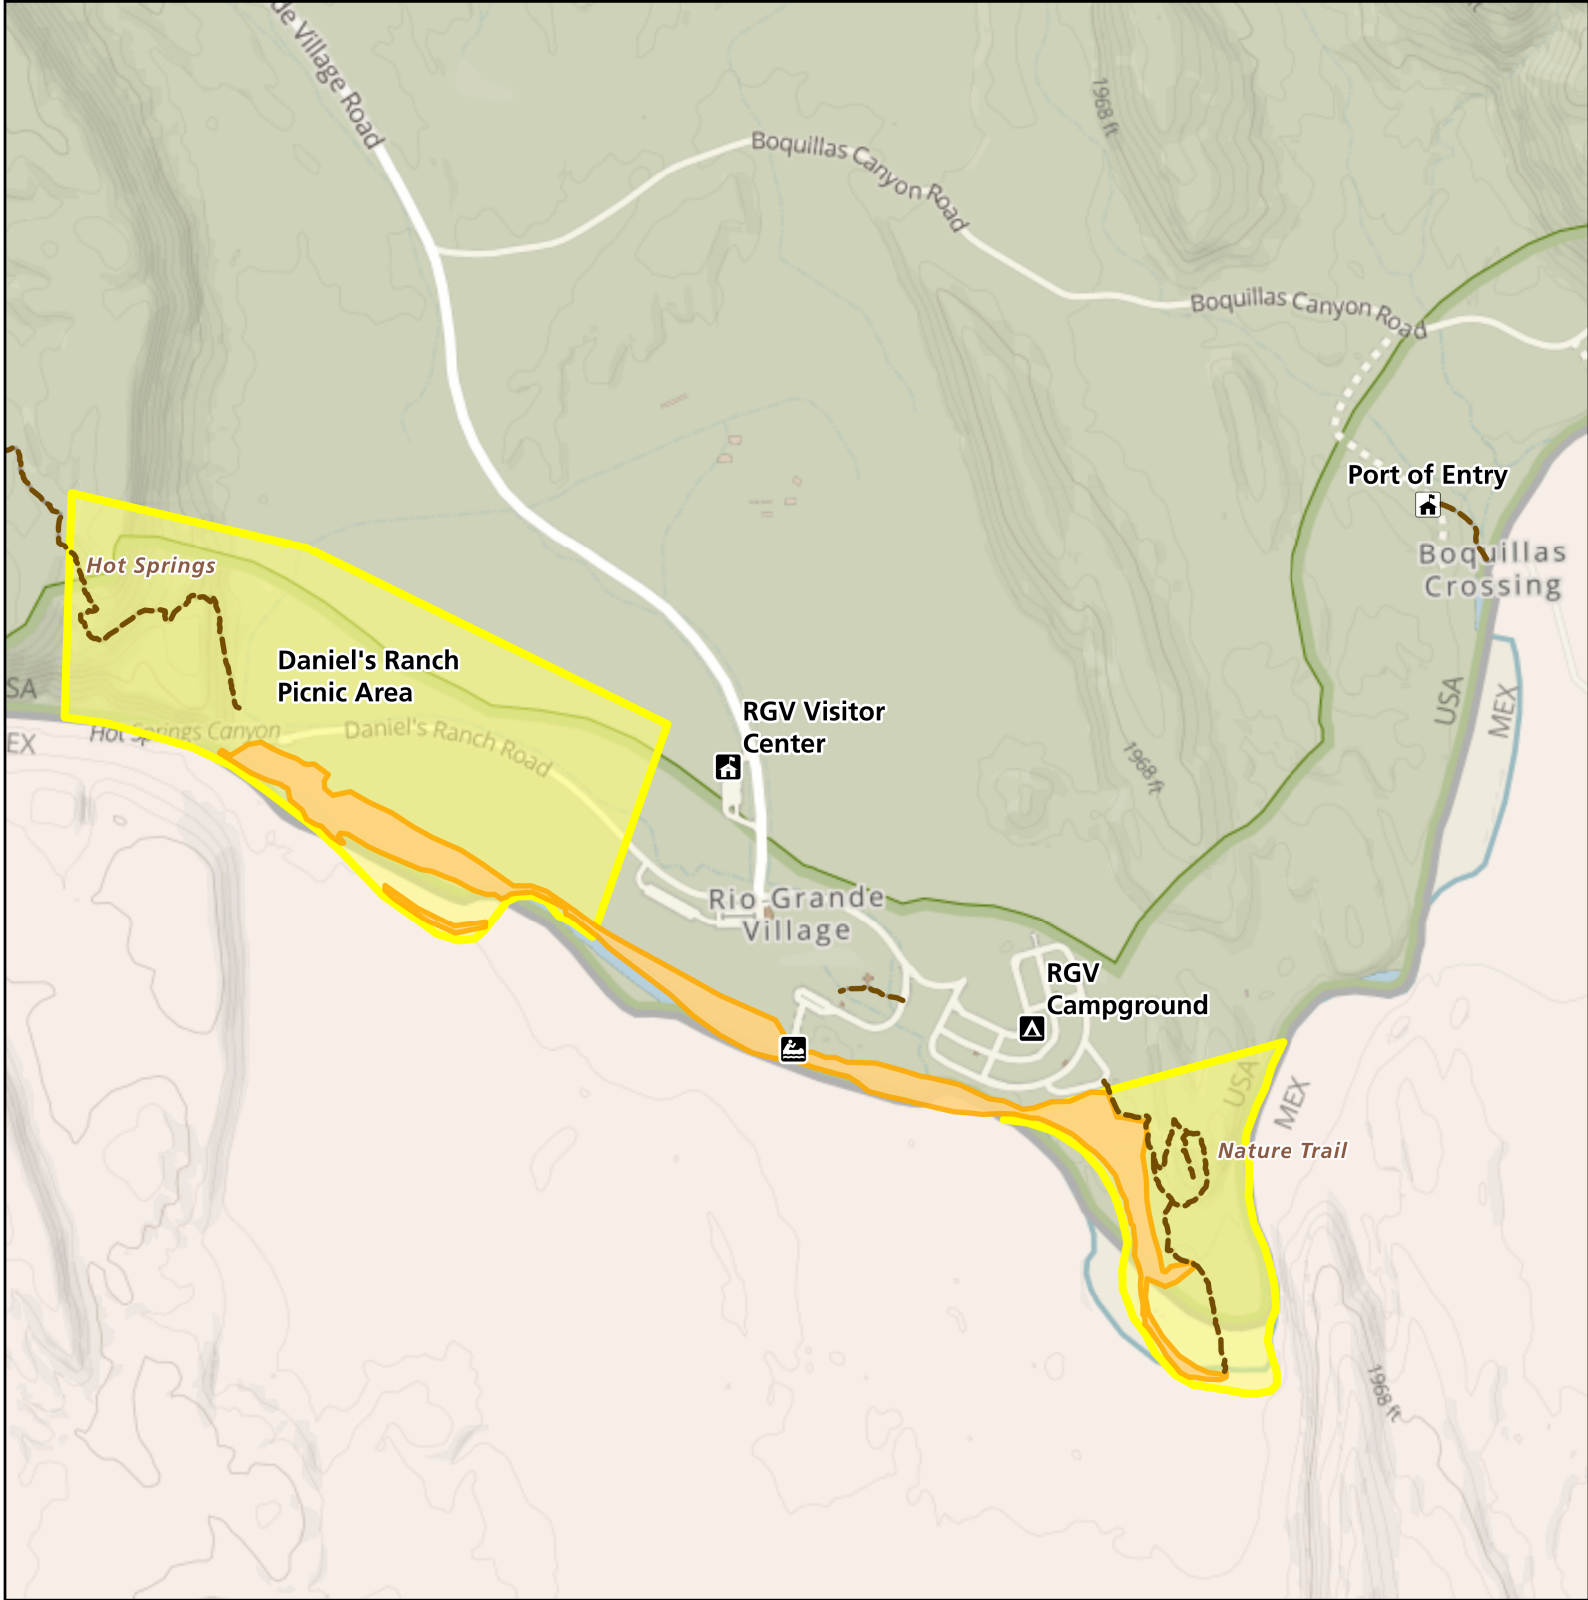 de Village Road
1968 ft
Boquillas Canyon Road
Boquillas Canyon Road
Port of Entry
Boquillas
Crossing
Hot Springs
Daniel's Ranch
Picnic Area
SA
EX
Hot Springs Canyon
Daniel's Ranch Road
RGV Visitor
Center
USA
MEX
1968 ft
Rio Grande
Village
RGV
Campground
USA
MEX
Nature Trail
1968 ft